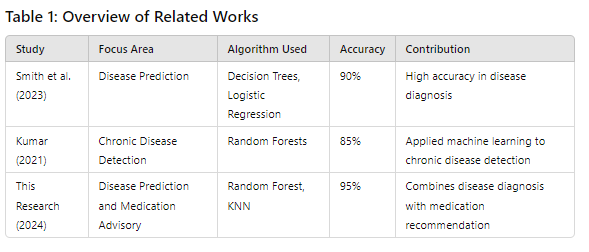 Table 1: Overview of Related Works
Study Focus Area Algorithm Used Accuracy Contribution
Smith et al. Disease Prediction Decision Trees, 90% High accuracy in disease
(2023) Logistic diagnosis
Regression
Kumar Chronic Disease Random Forests 85% Applied machine learning to
(2021) Detection chronic disease detection
This Disease Prediction Random Forest, 95% Combines disease diagnosis
Research and Medication KNN with medication
(2024) Advisory recommendation